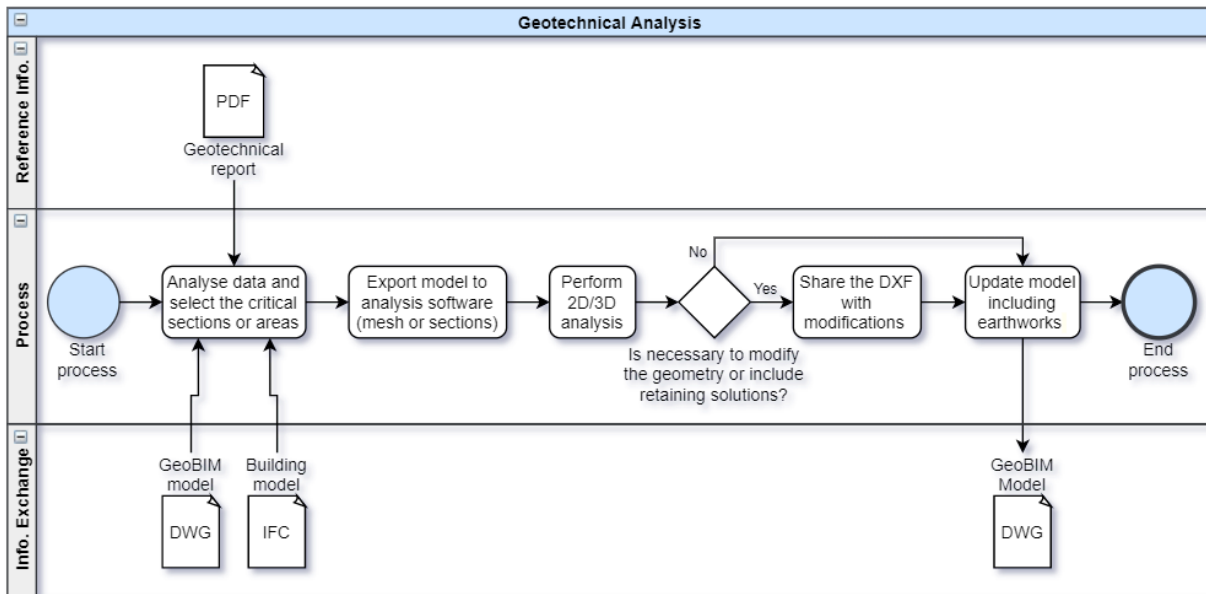 Geotechnical Analysis
Reference Info.
PDF
Geotechnical
report
Process
Start
process
Analyse data and
select the critical
sections or areas
Export model to
analysis software
(mesh or sections)
Perform
2D/3D
analysis
No
Yes
Is necessary to modify
the geometry or include
retaining solutions?
Share the DXF
with
modifications
Update model
including
earthworks
End
process
Info. Exchange
GeoBIM
model
DWG
Building
model
IFC
GeoBIM
Model
DWG